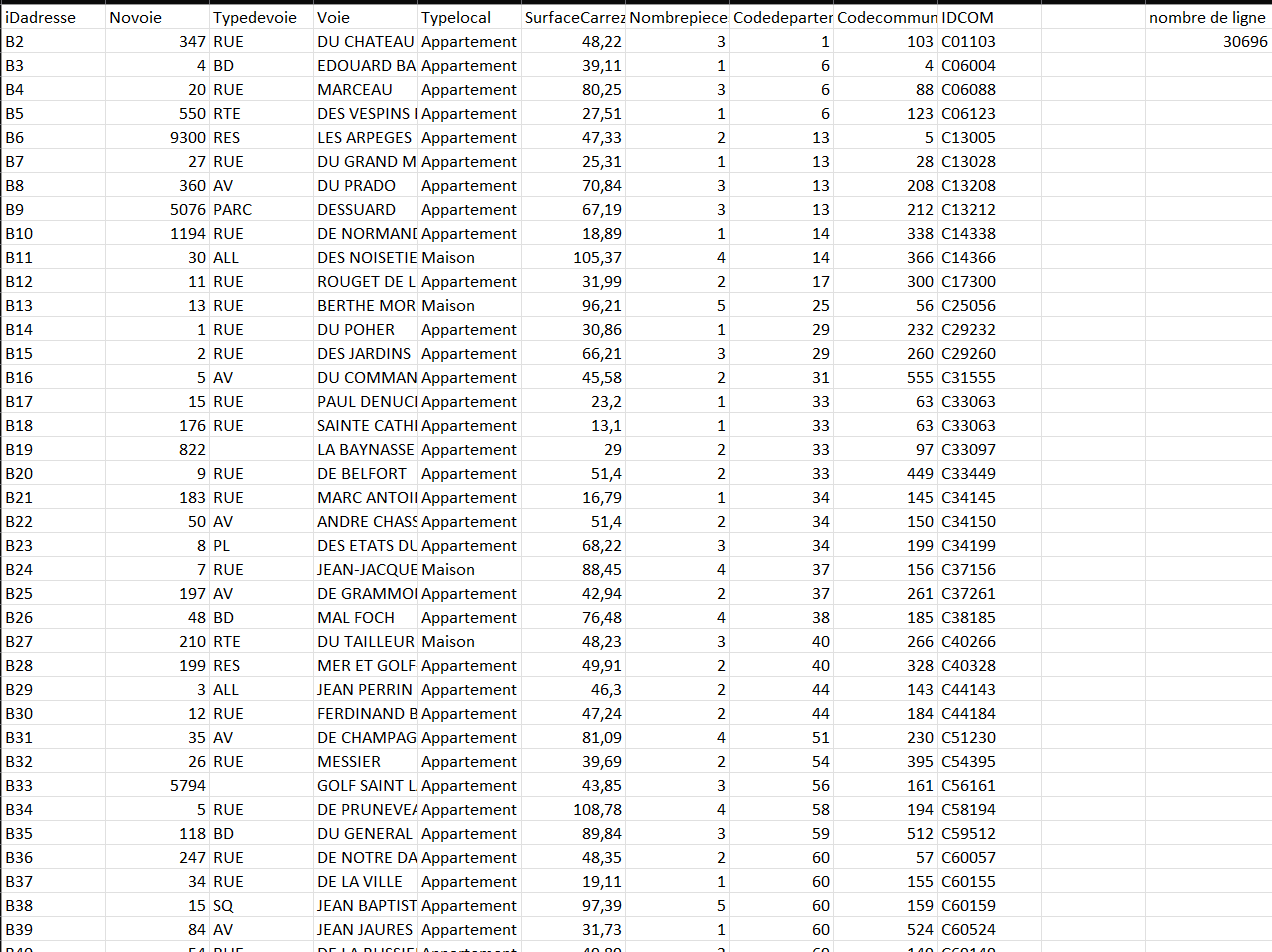 iDadresse Novoie Typedevoie Voie Typelocal SurfaceCarrez Nombrepiece Codedeparter Codecommun IDCOM nombre de ligne
B2 347 RUE DU CHATEAU Appartement 48,22 3 1 103 C01103 30696
B3 4 BD EDOUARD BA Appartement 39,11 1 6 4 C06004
B4 20 RUE MARCEAU Appartement 80,25 3 6 88 C06088
B5 550 RTE DES VESPINS Appartement 27,51 1 6 123 C06123
B6 9300 RES LES ARPEGES Appartement 47,33 2 13 5 C13005
B7 27 RUE DU GRAND M Appartement 25,31 1 13 28 C13028
B8 360 AV DU PRADO Appartement 70,84 3 13 208 C13208
B9 5076 PARC DESSUARD Appartement 67,19 3 13 212 C13212
B10 1194 RUE DE NORMAND Appartement 18,89 1 14 338 C14338
B11 30 ALL DES NOISETIE Maison 105,37 4 14 366 C14366
B12 11 RUE ROUGET DE L Appartement 31,99 2 17 300 C17300
B13 13 RUE BERTHE MOR Maison 96,21 5 25 56 C25056
B14 1 RUE DU POHER Appartement 30,86 1 29 232 C29232
B15 2 RUE DES JARDINS Appartement 66,21 3 29 260 C29260
B16 5 AV DU COMMAN Appartement 45,58 2 31 555 C31555
B17 15 RUE PAUL DENUC Appartement 23,2 1 33 63 C33063
B18 176 RUE SAINTE CATH Appartement 13,1 1 33 63 C33063
B19 822 LA BAYNASSE Appartement 29 2 33 97 C33097
B20 9 RUE DE BELFORT Appartement 51,4 2 33 449 C33449
B21 183 RUE MARC ANTOI Appartement 16,79 1 34 145 C34145
B22 50 AV ANDRE CHASS Appartement 51,4 2 34 150 C34150
B23 8 PL DES ETATS DU Appartement 68,22 3 34 199 C34199
B24 7 RUE JEAN-JACQUE Maison 88,45 4 37 156 C37156
B25 197 AV DE GRAMMO Appartement 42,94 2 37 261 C37261
B26 48 BD MAL FOCH Appartement 76,48 4 38 185 C38185
B27 210 RTE DU TAILLEUR Maison 48,23 3 40 266 C40266
B28 199 RES MER ET GOLF Appartement 49,91 2 40 328 C40328
B29 3 ALL JEAN PERRIN Appartement 46,3 2 44 143 C44143
B30 12 RUE FERDINAND B Appartement 47,24 2 44 184 C44184
B31 35 AV DE CHAMPAG Appartement 81,09 4 51 230 C51230
B32 26 RUE MESSIER Appartement 39,69 2 54 395 C54395
B33 5794 GOLF SAINT L Appartement 43,85 3 56 161 C56161
B34 5 RUE DE PRUNEVEA Appartement 108,78 4 58 194 C58194
B35 118 BD DU GENERAL Appartement 89,84 3 59 512 C59512
B36 247 RUE DE NOTRE DA Appartement 48,35 2 60 57 C60057
B37 34 RUE DE LA VILLE Appartement 19,11 1 60 155 C60155
B38 15 SQ JEAN BAPTIST Appartement 97,39 5 60 159 C60159
B39 84 AV JEAN JAURES Appartement 31,73 1 60 524 C60524